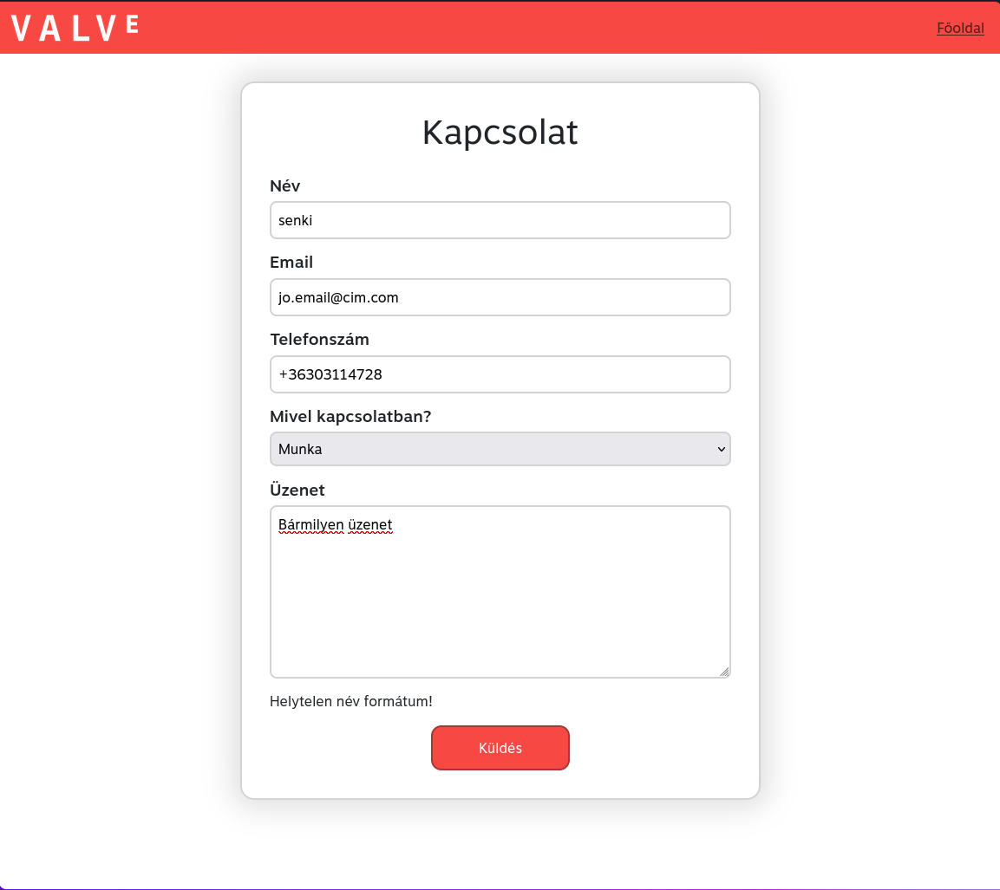 VALVE
Főoldal
Kapcsolat
Név
senki
Email
jo.email@cim.com
Telefonszám
+36303114728
Mivel kapcsolatban?
Munka
Üzenet
Bármilyen üzenet
Helytelen név formátum!
Küldés